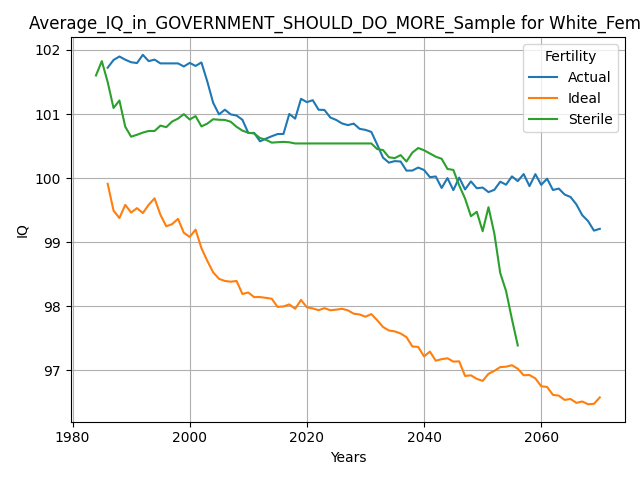 Average_IQ_in_GOVERNMENT_SHOULD_DO_MORE_Sample for White_Fem
102
101
100
99
98
97
IQ
Fertility
Actual
Ideal
Sterile
1980
2000
2020
2040
2060
Years